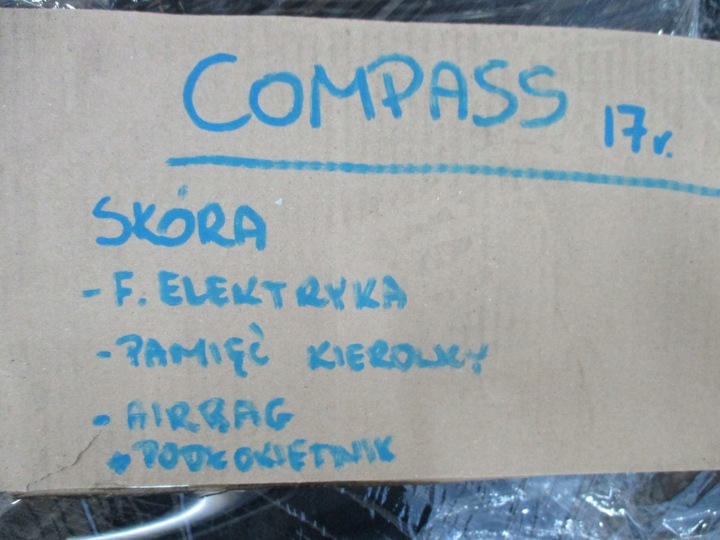 COMPASS 17r.
SKÓRA
- F. ELEKTRYKA
- PAMIĘĆ KIEROWCY
- AIRBAG
- PODŁOKIETNIK